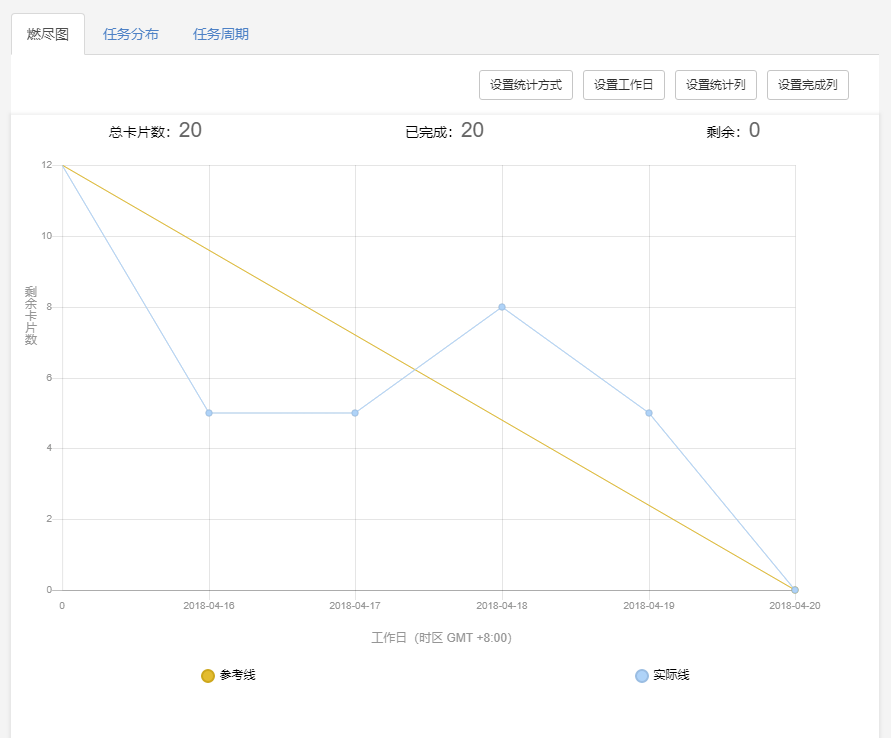 燃尽图 任务分布 任务周期
设置统计方式 设置工作日 设置统计列 设置完成列
总卡片数：20 已完成：20 剩余：0
12
10
8
6
4
2
0
剩余卡片数
0 2018-04-16 2018-04-17 2018-04-18 2018-04-19 2018-04-20
工作日（时区 GMT +8:00）
参考线 实际线